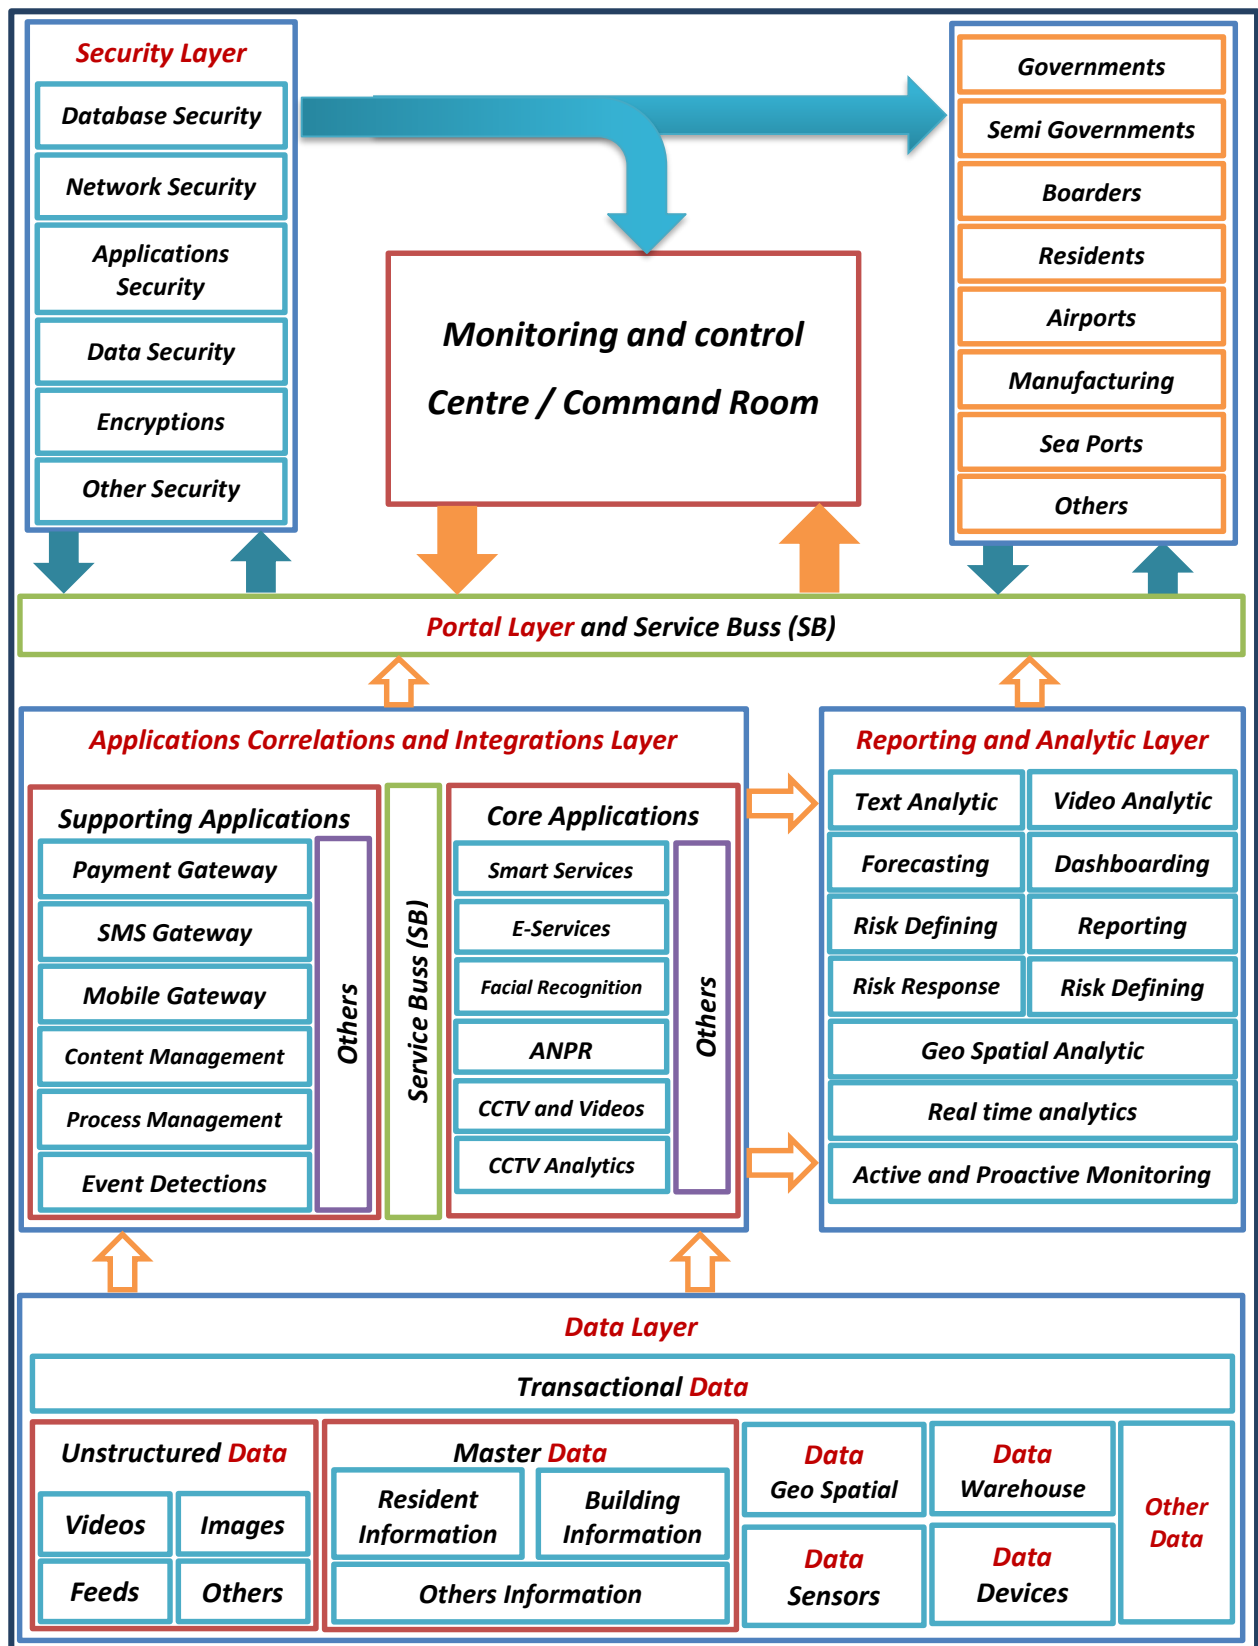 Security Layer
Database Security
Network Security
Applications
Security
Data Security
Encryptions
Other Security
Monitoring and control
Centre / Command Room
Governments
Semi Governments
Boarders
Residents
Airports
Manufacturing
Sea Ports
Others
Portal Layer and Service Buss (SB)
Applications Correlations and Integrations Layer
Supporting Applications
Payment Gateway
SMS Gateway
Mobile Gateway
Content Management
Process Management
Event Detections
Others
Service Buss (SB)
Core Applications
Smart Services
E-Services
Facial Recognition
ANPR
CCTV and Videos
CCTV Analytics
Others
Reporting and Analytic Layer
Text Analytic
Video Analytic
Forecasting
Dashboarding
Risk Defining
Reporting
Risk Response
Risk Defining
Geo Spatial Analytic
Real time analytics
Active and Proactive Monitoring
Data Layer
Transactional Data
Unstructured Data
Videos
Images
Feeds
Others
Master Data
Resident
Information
Building
Information
Others Information
Data
Geo Spatial
Data
Warehouse
Data
Sensors
Data
Devices
Other
Data